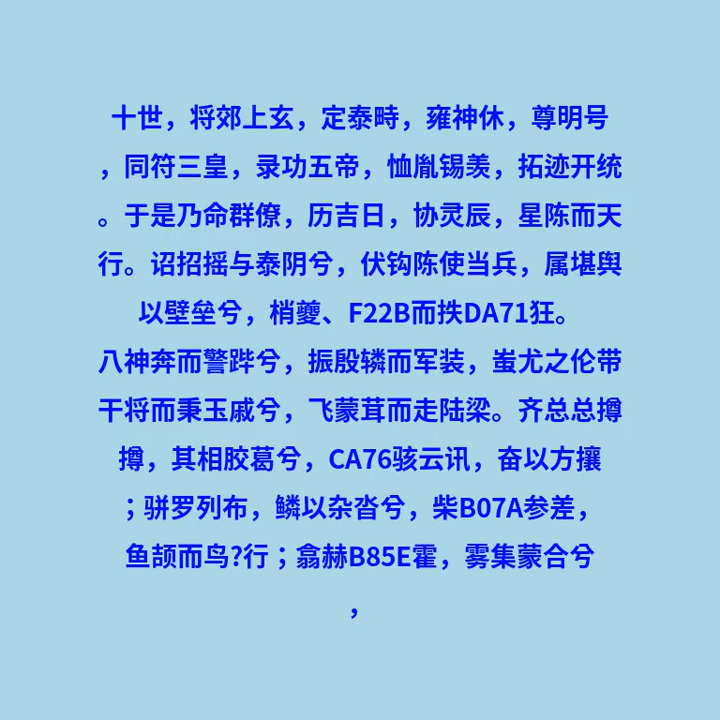 十世，将郊上玄，定泰畤，雍神休，尊明号
，同符三皇，录功五帝，恤胤锡羡，拓迹开统
。于是乃命群僚，历吉日，协灵辰，星陈而天
行。诏招摇与泰阴兮，伏钩陈使当兵，属堪舆
以壁垒兮，梢夔、F22B而抶DA71狂。
八神奔而警跸兮，振殷辚而军装，蚩尤之伦带
干将而秉玉戚兮，飞蒙茸而走陆梁。齐总总撙
撙，其相胶葛兮，CA76骇云讯，奋以方攘
；骈罗列布，鳞以杂沓兮，柴B07A参差，
鱼颉而鸟?行；翕赫B85E霍，雾集蒙合兮
，